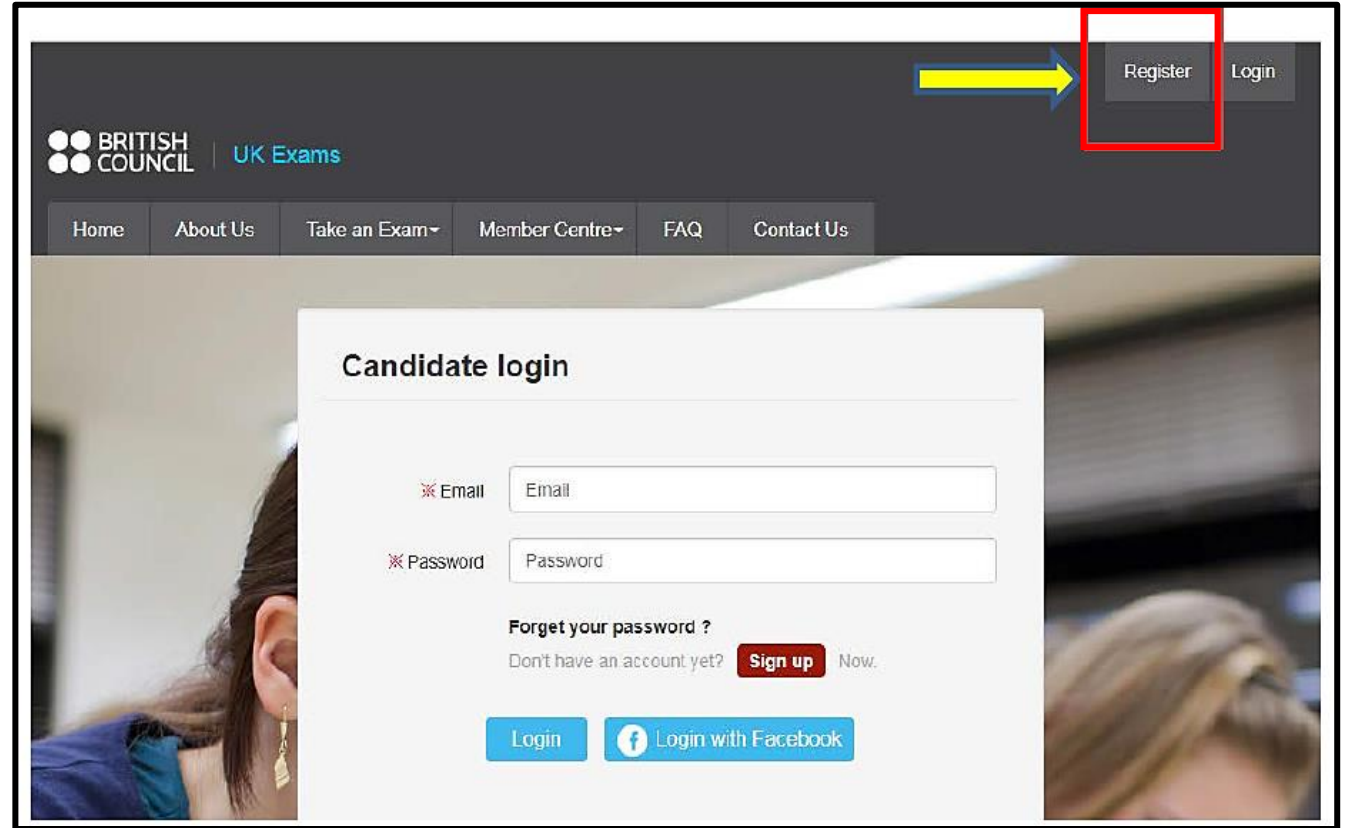 Register Login
BRITISH
COUNCIL
UK Exams
Home About Us Take an Exam Member Centre FAQ Contact Us
Candidate login
※ Email Email
※ Password Password
Forget your password ?
Don't have an account yet? Sign up Now.
Login f Login with Facebook